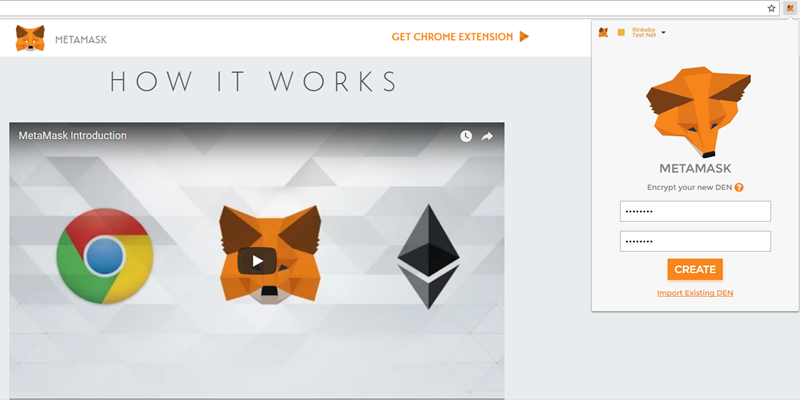 METAMASK
GET CHROME EXTENSION
HOW IT WORKS
MetaMask Introduction
Rinkeby
Test Net
METAMASK
Encrypt your new DEN ?
••••••••
••••••••
CREATE
Import Existing DEN